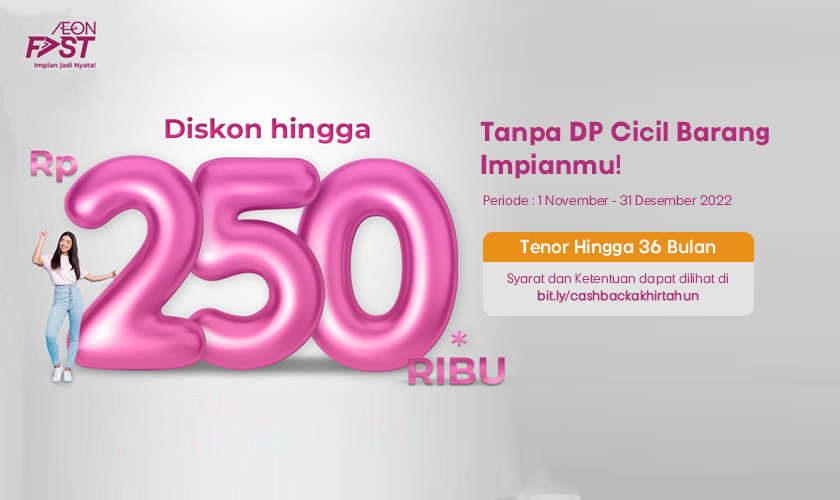 ÆON
FAST
Impian jadi Nyata!
Diskon hingga
Rp
250
*
RIBU
Tanpa DP Cicil Barang
Impianmu!
Periode : 1 November - 31 Desember 2022
Tenor Hingga 36 Bulan
Syarat dan Ketentuan dapat dilihat di
bit.ly/cashbackakhirtahun